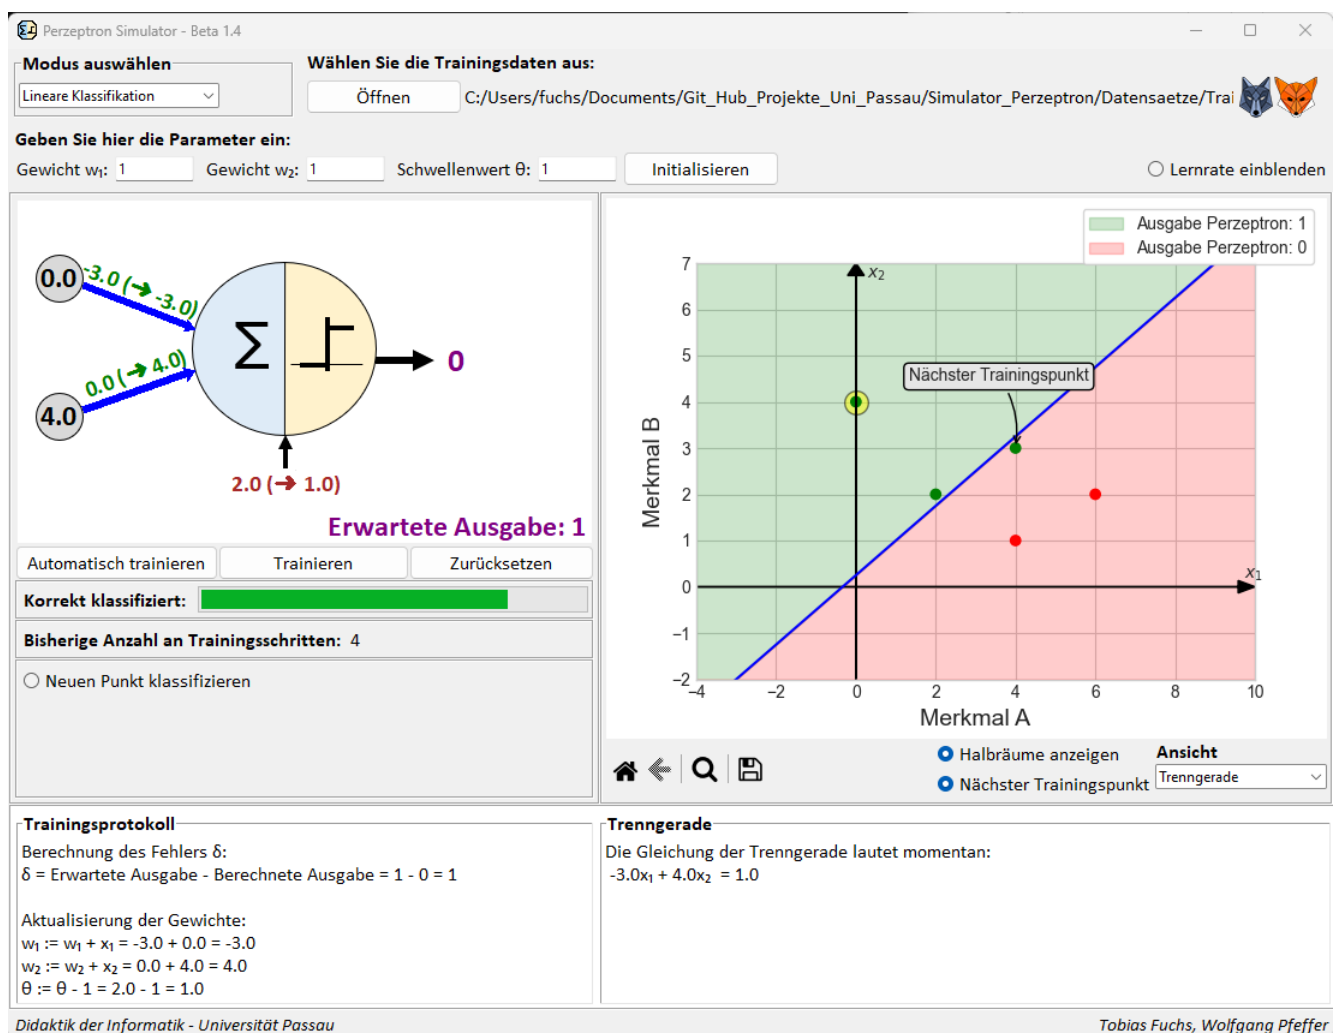 Perzeptron Simulator - Beta 1.4
Modus auswählen
Lineare Klassifikation
Wählen Sie die Trainingsdaten aus:
Öffnen
C:/Users/fuchs/Documents/Git_Hub_Projekte_Uni_Passau/Simulator_Perzeptron/Datensaetze/Trai
Geben Sie hier die Parameter ein:
Gewicht w₁: 1 Gewicht w₂: 1 Schwellenwert θ: 1 Initialisieren
Lernrate einblenden
0.0
-3.0 (➔ -3.0)
Σ
0
0.0 (➔ 4.0)
4.0
2.0 (➔ 1.0)
Erwartete Ausgabe: 1
Automatisch trainieren Trainieren Zurücksetzen
Korrekt klassifiziert:
Bisherige Anzahl an Trainingsschritten: 4
Neuen Punkt klassifizieren
Ausgabe Perzeptron: 1
Ausgabe Perzeptron: 0
x₂
Nächster Trainingspunkt
x₁
7
6
5
4
3
2
1
0
−1
−2
−4 −2 0 2 4 6 8 10
Merkmal B
Merkmal A
Halbräume anzeigen
Nächster Trainingspunkt
Ansicht
Trenngerade
Trainingsprotokoll
Berechnung des Fehlers δ:
δ = Erwartete Ausgabe - Berechnete Ausgabe = 1 - 0 = 1
Aktualisierung der Gewichte:
w₁ := w₁ + x₁ = -3.0 + 0.0 = -3.0
w₂ := w₂ + x₂ = 0.0 + 4.0 = 4.0
θ := θ - 1 = 2.0 - 1 = 1.0
Trenngerade
Die Gleichung der Trenngerade lautet momentan:
-3.0x₁ + 4.0x₂ = 1.0
Didaktik der Informatik - Universität Passau
Tobias Fuchs, Wolfgang Pfeffer